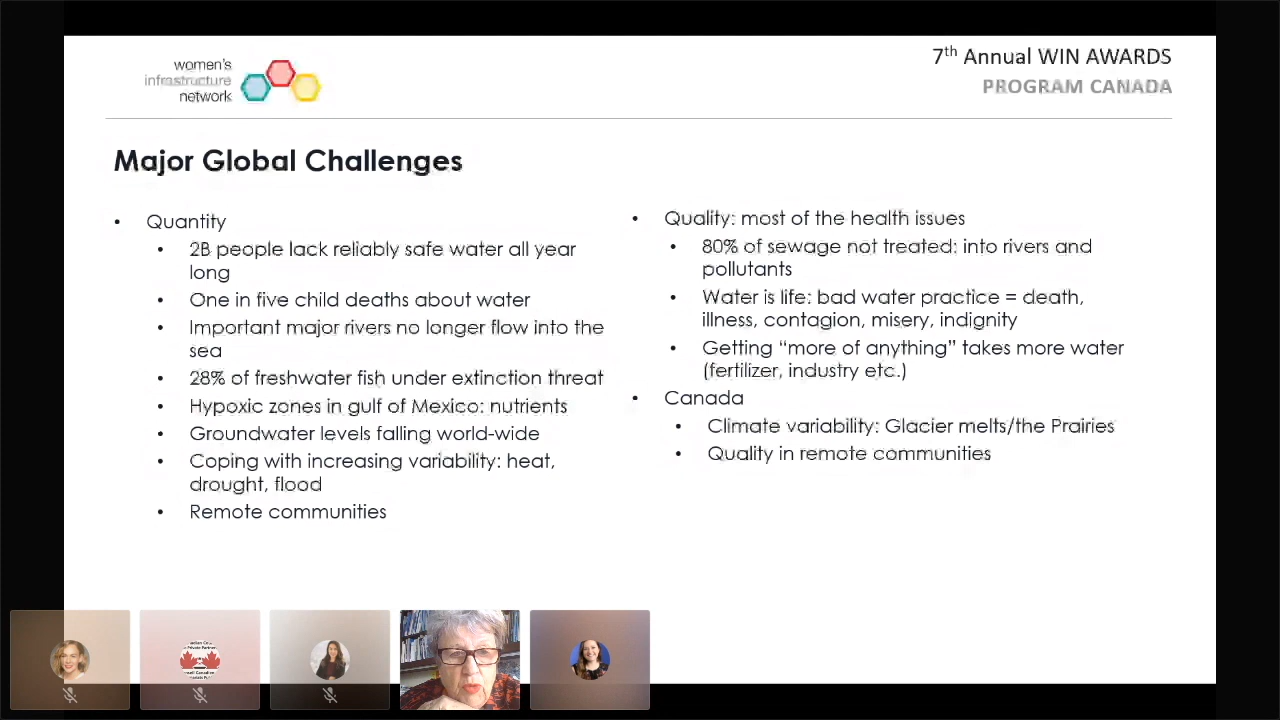 women's
infrastructure
network
7th Annual WIN AWARDS
PROGRAM CANADA
Major Global Challenges
• Quantity
• 2B people lack reliably safe water all year
long
• One in five child deaths about water
• Important major rivers no longer flow into the
sea
• 28% of freshwater fish under extinction threat
• Hypoxic zones in gulf of Mexico: nutrients
• Groundwater levels falling world-wide
• Coping with increasing variability: heat,
drought, flood
• Remote communities
• Quality: most of the health issues
• 80% of sewage not treated: into rivers and
pollutants
• Water is life: bad water practice = death,
illness, contagion, misery, indignity
• Getting “more of anything” takes more water
(fertilizer, industry etc.)
• Canada
• Climate variability: Glacier melts/the Prairies
• Quality in remote communities